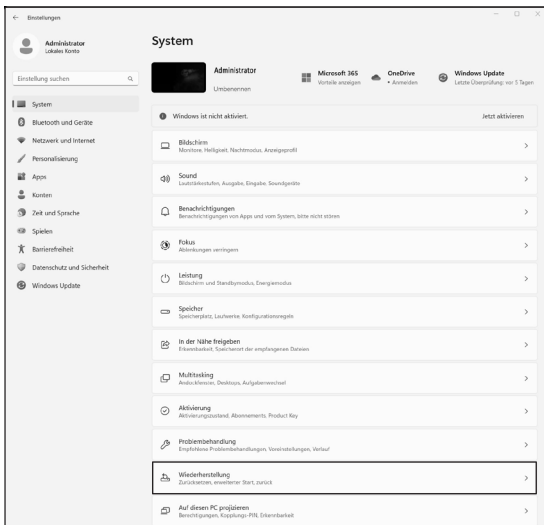 Einstellungen
Administrator
Lokales Konto
Einstellung suchen
System
Bluetooth und Geräte
Netzwerk und Internet
Personalisierung
Apps
Konten
Zeit und Sprache
Spielen
Barrierefreiheit
Datenschutz und Sicherheit
Windows Update
System
Administrator
Umbenennen
Microsoft 365
Vorteile anzeigen
OneDrive
• Anmelden
Windows Update
Letzte Überprüfung: vor 5 Tagen
Windows ist nicht aktiviert.
Jetzt aktivieren
Bildschirm
Monitore, Helligkeit, Nachtmodus, Anzeigeprofil
Sound
Lautstärkestufen, Ausgabe, Eingabe, Soundgeräte
Benachrichtigungen
Benachrichtigungen von Apps und vom System, bitte nicht stören
Fokus
Ablenkungen verringern
Leistung
Bildschirm und Standbymodus, Energiemodus
Speicher
Speicherplatz, Laufwerke, Konfigurationsregeln
In der Nähe freigeben
Erkennbarkeit, Speicherort der empfangenen Dateien
Multitasking
Andockfenster, Desktops, Aufgabenwechsel
Aktivierung
Aktivierungszustand, Abonnements, Product Key
Problembehandlung
Empfohlene Problembehandlungen, Voreinstellungen, Verlauf
Wiederherstellung
Zurücksetzen, erweiterter Start, zurück
Auf diesen PC projizieren
Berechtigungen, Kopplungs-PIN, Erkennbarkeit